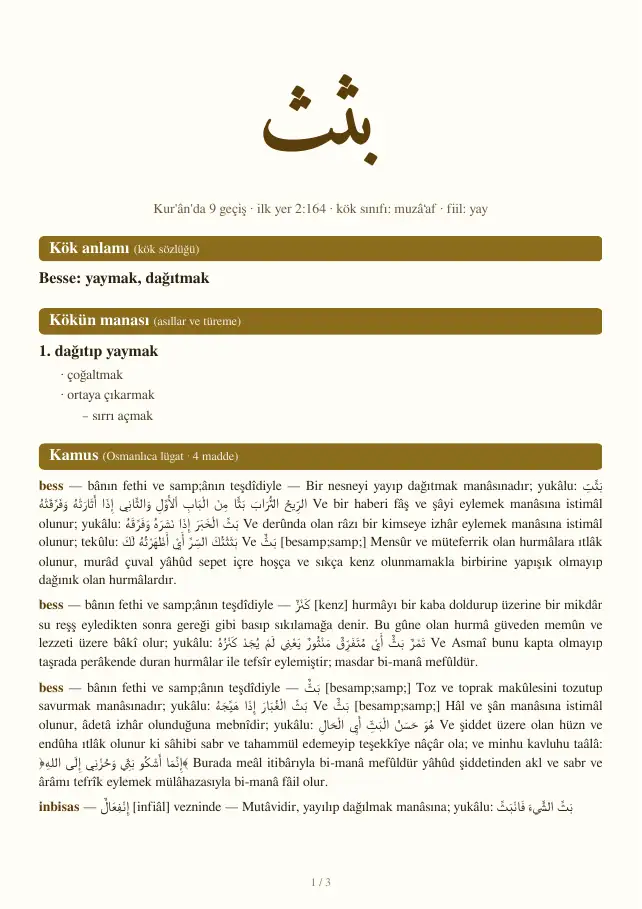 بثث
Kur'ân'da 9 geçiş · ilk yer 2:164 · kök sınıfı: muzâ'af · fiil: yay
Kök anlamı (kök sözlüğü)
Besse: yaymak, dağıtmak
Kökün manası (asıllar ve türeme)
1. dağıtıp yaymak
· çoğaltmak
· ortaya çıkarmak
– sırrı açmak
Kamus (Osmanlıca lügat · 4 madde)
bess — bânın fethi ve samp;ânın teşdîdiyle — Bir nesneyi yayıp dağıtmak manâsınadır; yukâlu: بَثَّتِ
الرِّيحُ التُّرَابَ بَثًّا مِنَ الْبَابِ الْأَوَّلِ وَالثَّانِي إِذَا أَثَارَتْهُ وَفَرَّقَتْهُ Ve bir haberi fâş ve şâyi eylemek manâsına istimâl
olunur; yukâlu: بَثَّ الْخَبَرَ إِذَا نَشَرَهُ وَفَرَّقَهُ Ve derûnda olan râzı bir kimseye izhâr eylemek manâsına istimâl
olunur; tekûlu: بَثَثْتُكَ السِّرَّ أَيْ أَظْهَرْتُهُ لَكَ Ve بَثٌّ [besamp;samp;] Mensûr ve müteferrik olan hurmâlara ıtlâk
olunur, murâd çuval yâhûd sepet içre hoşça ve sıkça kenz olunmamakla birbirine yapışık olmayıp
dağınık olan hurmâlardır.
bess — bânın fethi ve samp;ânın teşdîdiyle — كَنْزٌ [kenz] hurmâyı bir kaba doldurup üzerine bir mikdâr
su reşş eyledikten sonra gereği gibi basıp sıkılamağa denir. Bu gûne olan hurmâ güveden memûn ve
lezzeti üzere bâkî olur; yukâlu: تَمْرٌ بَثٌّ أَيْ مُتَفَرِّقٌ مَنْثُورٌ يَعْنِي لَمْ يُجَدْ كَنْزُهُ Ve Asmaî bunu kapta olmayıp
taşrada perâkende duran hurmâlar ile tefsîr eylemiştir; masdar bi-manâ mefûldür.
bess — bânın fethi ve samp;ânın teşdîdiyle — بَثٌّ [besamp;samp;] Toz ve toprak makûlesini tozutup
savurmak manâsınadır; yukâlu: بَثَّ الْغُبَارَ إِذَا هَيَّجَهُ Ve بَثٌّ [besamp;samp;] Hâl ve şân manâsına istimâl
olunur, âdetâ izhâr olunduğuna mebnîdir; yukâlu: هُوَ حَسَنُ الْبَثِّ أَيِ الْحَالِ Ve şiddet üzere olan hüzn ve
endûha ıtlâk olunur ki sâhibi sabr ve tahammül edemeyip teşekkîye nâçâr ola; ve minhu kavluhu taâlâ:
﴿إِنَّمَا أَشْكُو بَثِّي وَحُزْنِي إِلَى اللهِ﴾ Burada meâl itibârıyla bi-manâ mefûldür yâhûd şiddetinden akl ve sabr ve
ârâmı tefrîk eylemek mülâhazasıyla bi-manâ fâil olur.
inbisas — إِنْفِعَالٌ [infiâl] vezninde — Mutâvidir, yayılıp dağılmak manâsına; yukâlu: بَثَّ الشَّيْءَ فَانْبَثَّ
1 / 3